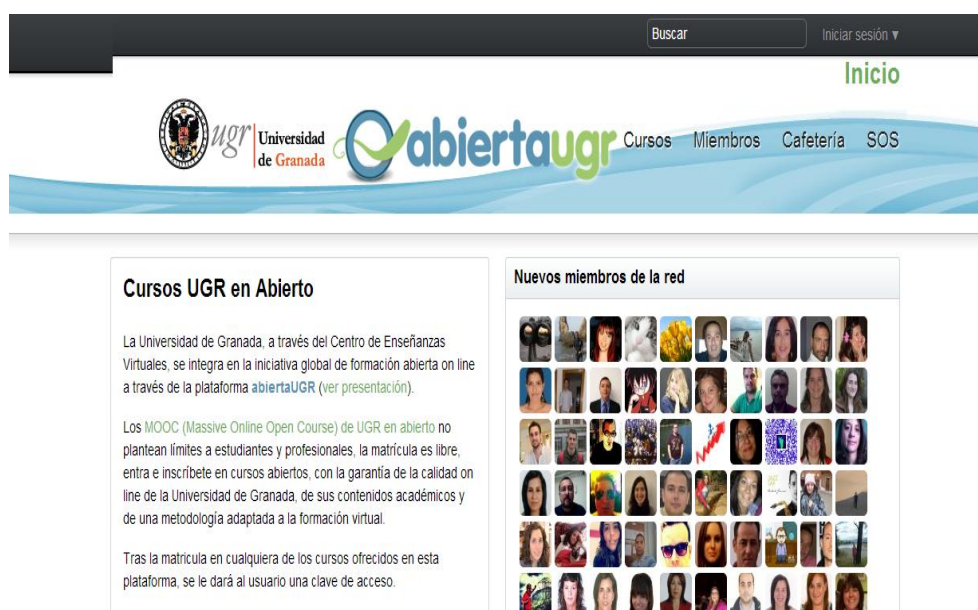 Buscar
Iniciar sesión ▾
Inicio
ugr Universidad
de Granada
abiertaugr
Cursos Miembros Cafetería SOS
Cursos UGR en Abierto
La Universidad de Granada, a través del Centro de Enseñanzas
Virtuales, se integra en la iniciativa global de formación abierta on line
a través de la plataforma abiertaUGR (ver presentación).
Los MOOC (Massive Online Open Course) de UGR en abierto no
plantean límites a estudiantes y profesionales, la matrícula es libre,
entra e inscríbete en cursos abiertos, con la garantía de la calidad on
line de la Universidad de Granada, de sus contenidos académicos y
de una metodología adaptada a la formación virtual.
Tras la matricula en cualquiera de los cursos ofrecidos en esta
plataforma, se le dará al usuario una clave de acceso.
Nuevos miembros de la red